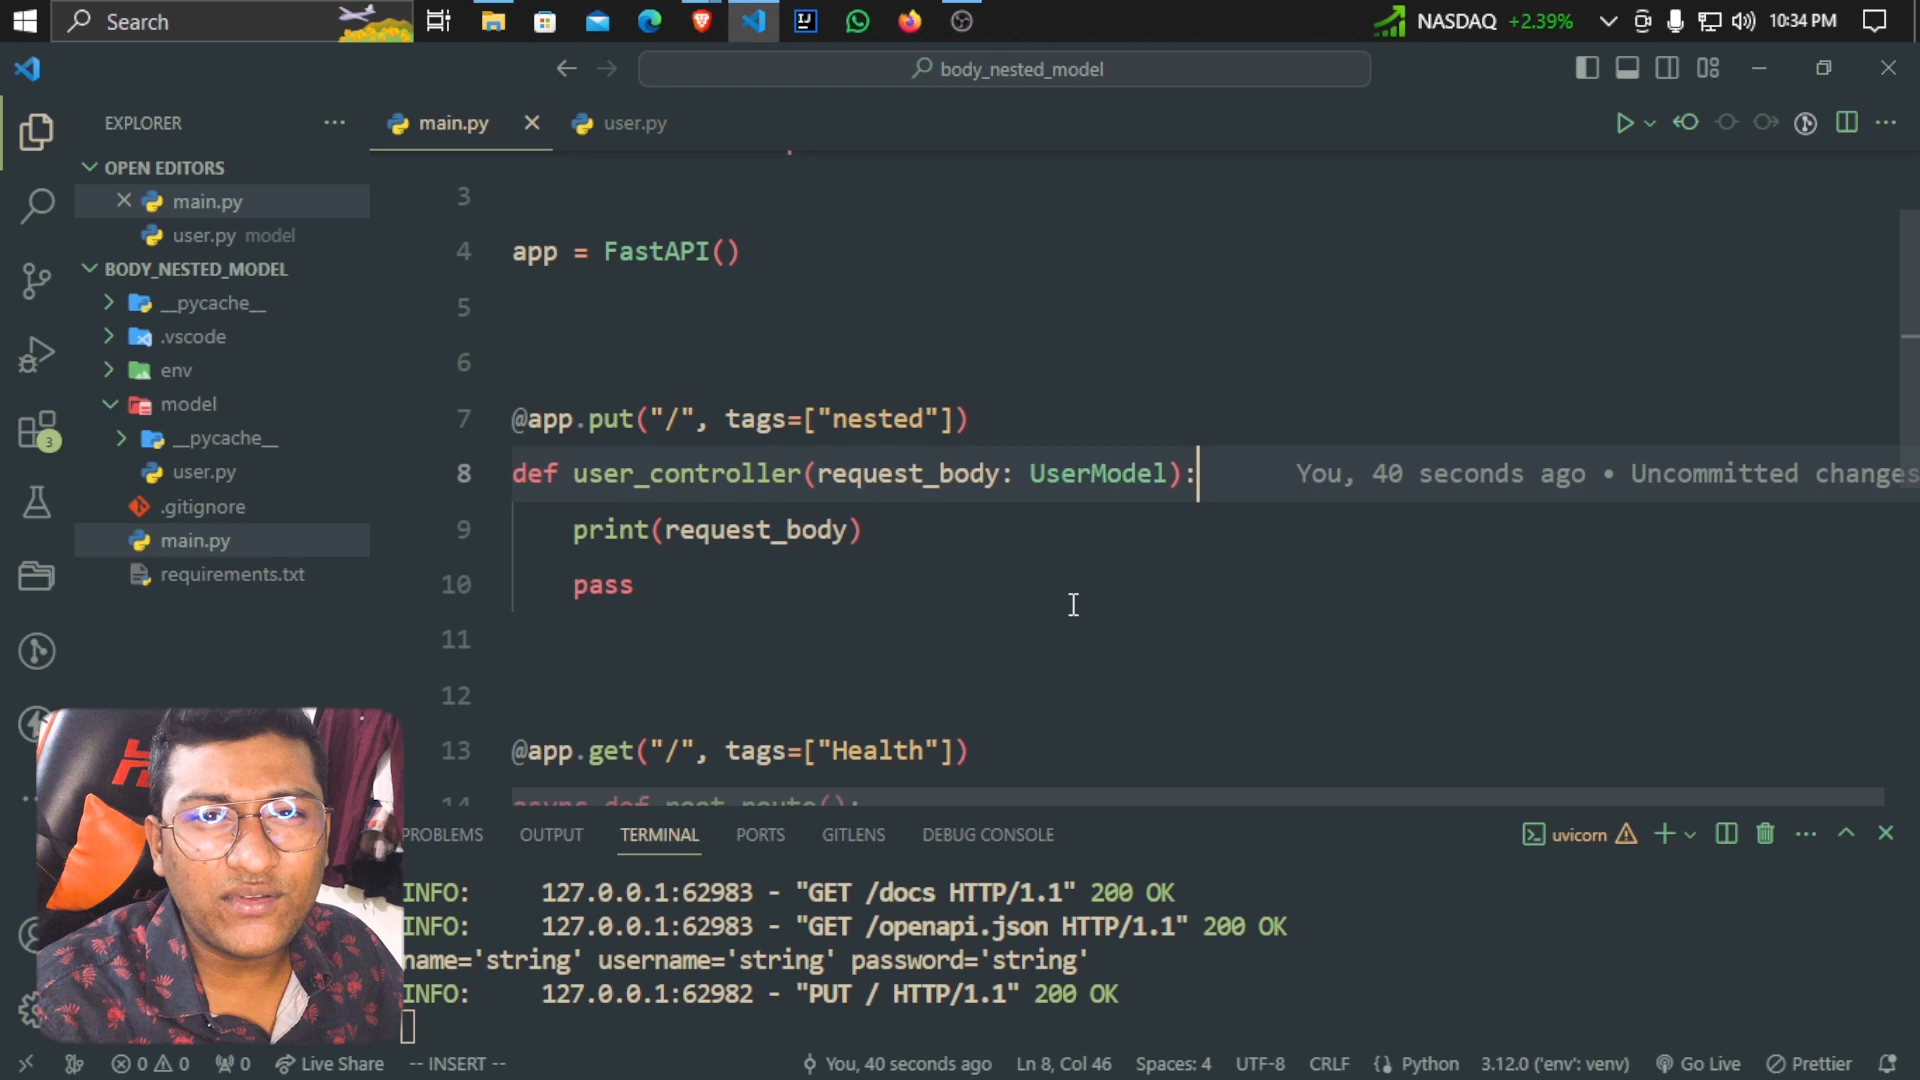 Search
NASDAQ +2.39%
10:34 PM
body_nested_model
EXPLORER
main.py
user.py
OPEN EDITORS
main.py
user.py model
BODY_NESTED_MODEL
__pycache__
.vscode
env
model
__pycache__
user.py
.gitignore
main.py
requirements.txt
3
3
4 app = FastAPI()
5
6
7 @app.put("/", tags=["nested"])
8 def user_controller(request_body: UserModel): You, 40 seconds ago • Uncommitted changes
9 print(request_body)
10 pass
11
12
13 @app.get("/", tags=["Health"])
14 async def root_route():
PROBLEMS OUTPUT TERMINAL PORTS GITLENS DEBUG CONSOLE
uvicorn
INFO: 127.0.0.1:62983 - "GET /docs HTTP/1.1" 200 OK
INFO: 127.0.0.1:62983 - "GET /openapi.json HTTP/1.1" 200 OK
name='string' username='string' password='string'
INFO: 127.0.0.1:62982 - "PUT / HTTP/1.1" 200 OK
0 0 0 Live Share -- INSERT -- You, 40 seconds ago Ln 8, Col 46 Spaces: 4 UTF-8 CRLF Python 3.12.0 ('env': venv) Go Live Prettier